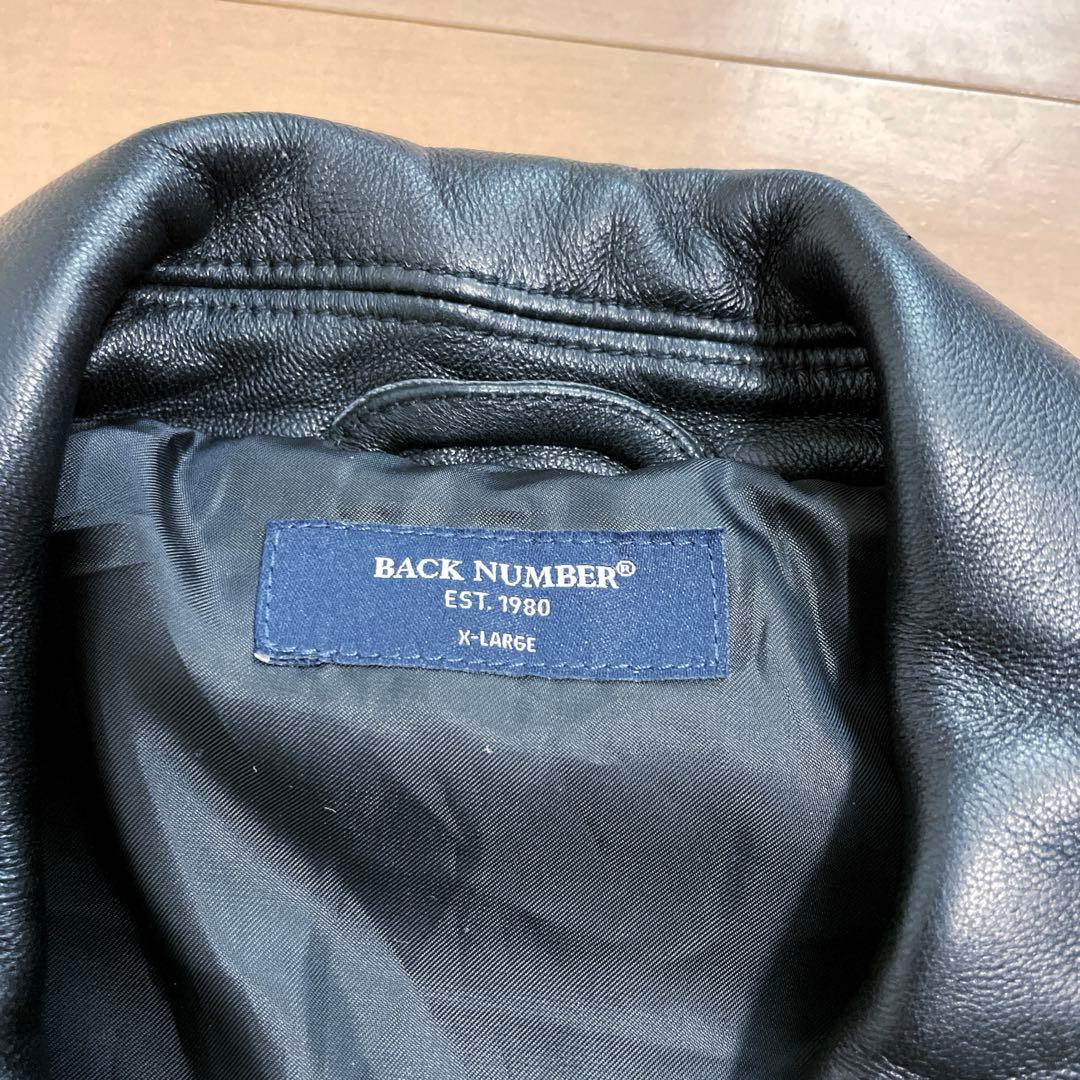 BACK NUMBER®
EST. 1980
X-LARGE